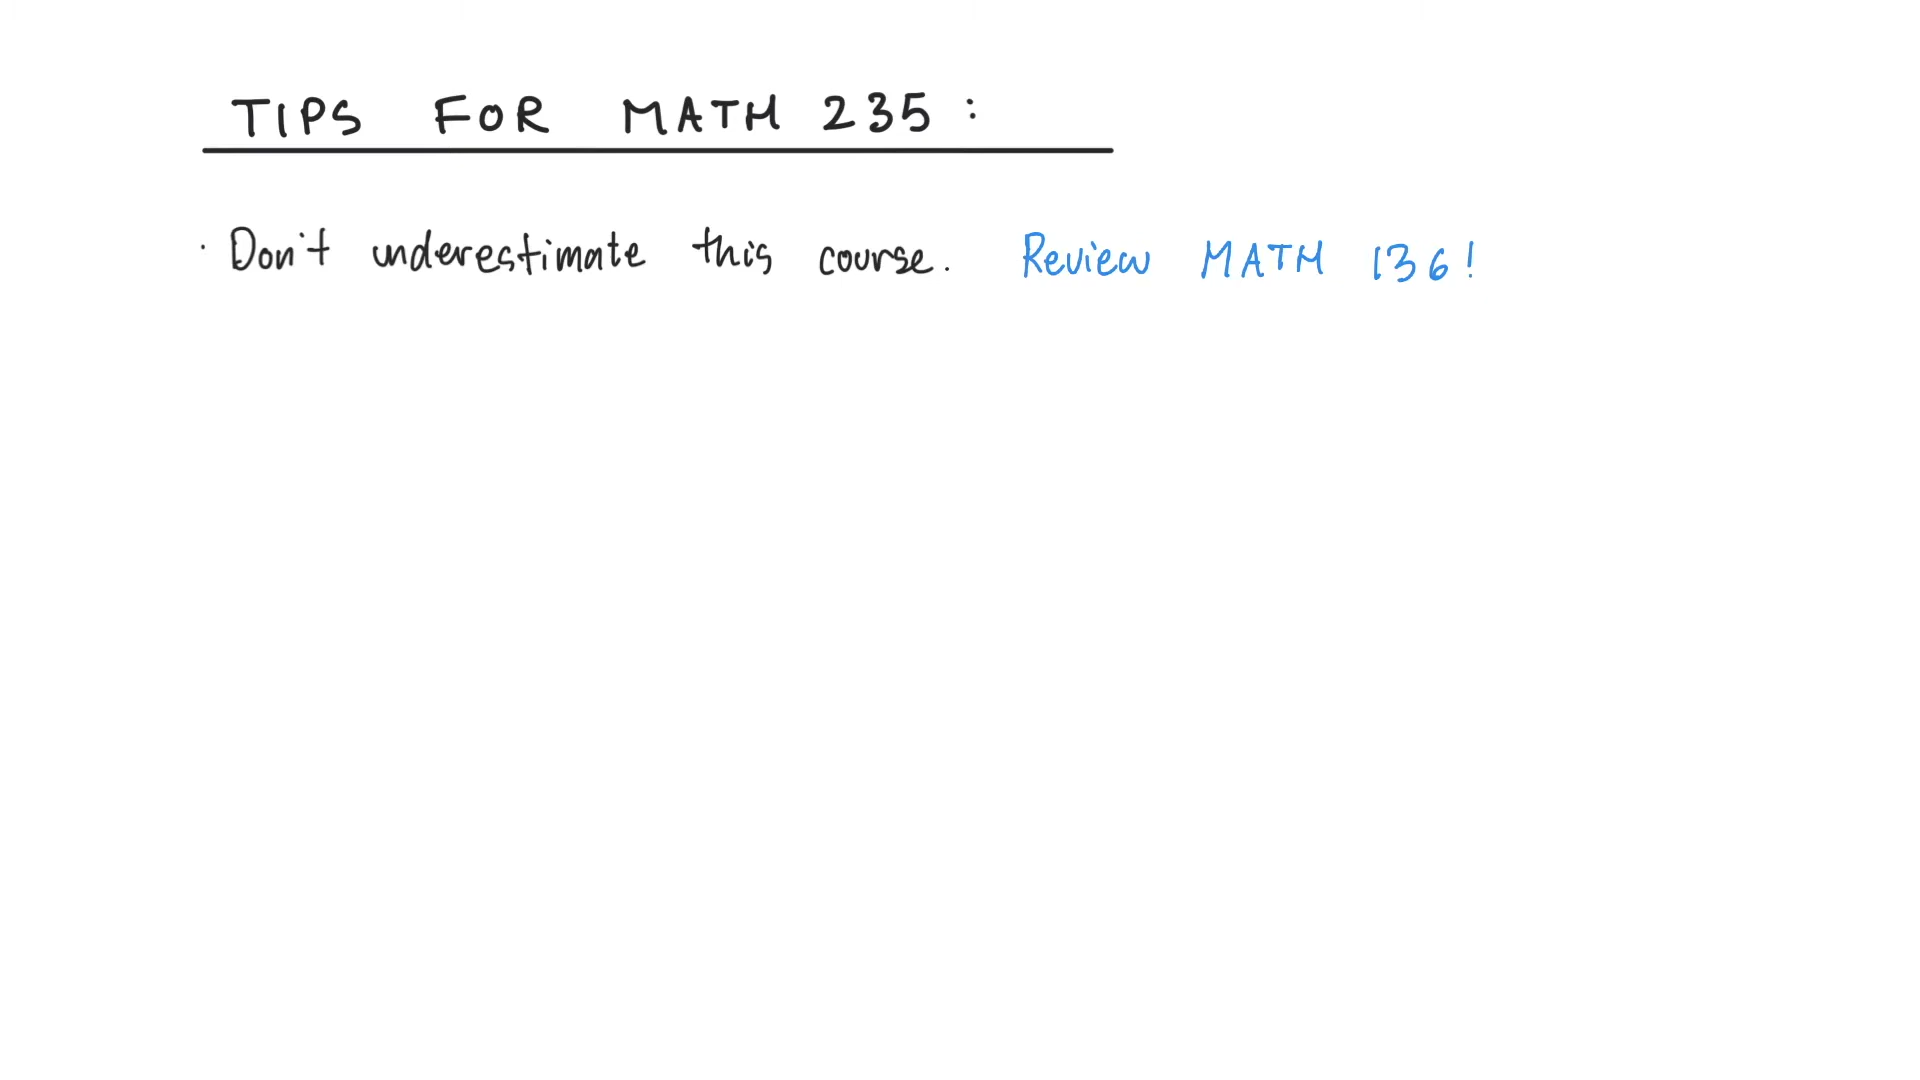 TIPS FOR MATH 235:
· Don't underestimate this course. Review MATH 136!